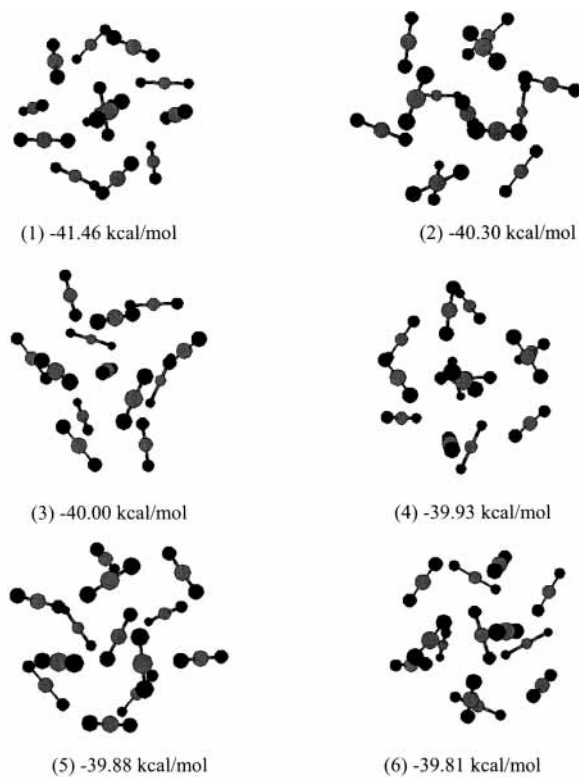 (1) -41.46 kcal/mol
(2) -40.30 kcal/mol
(3) -40.00 kcal/mol
(4) -39.93 kcal/mol
(5) -39.88 kcal/mol
(6) -39.81 kcal/mol